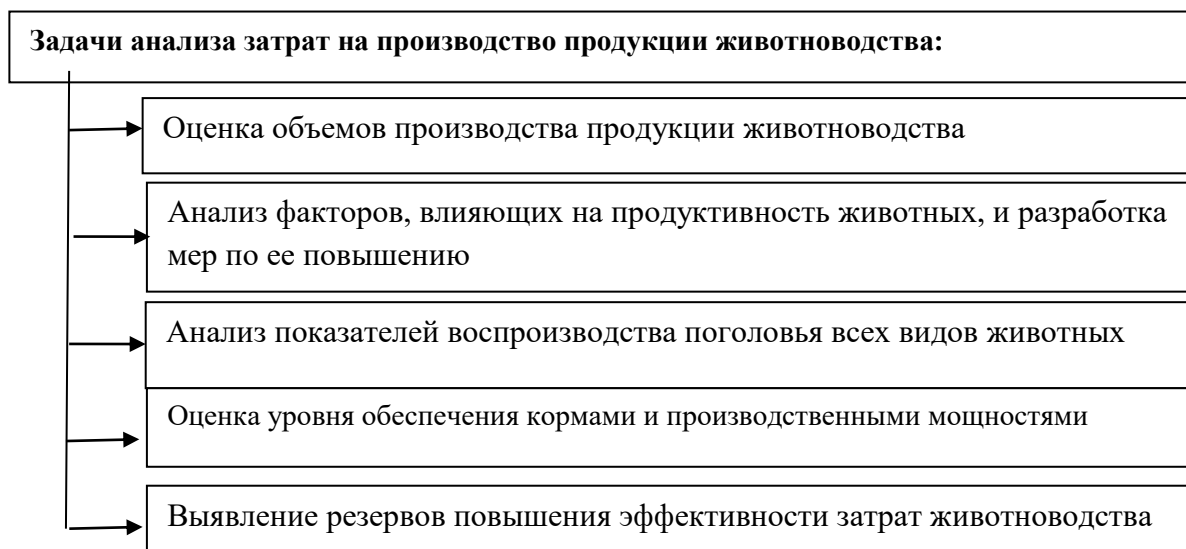 Задачи анализа затрат на производство продукции животноводства:
Оценка объемов производства продукции животноводства
Анализ факторов, влияющих на продуктивность животных, и разработка
мер по ее повышению
Анализ показателей воспроизводства поголовья всех видов животных
Оценка уровня обеспечения кормами и производственными мощностями
Выявление резервов повышения эффективности затрат животноводства